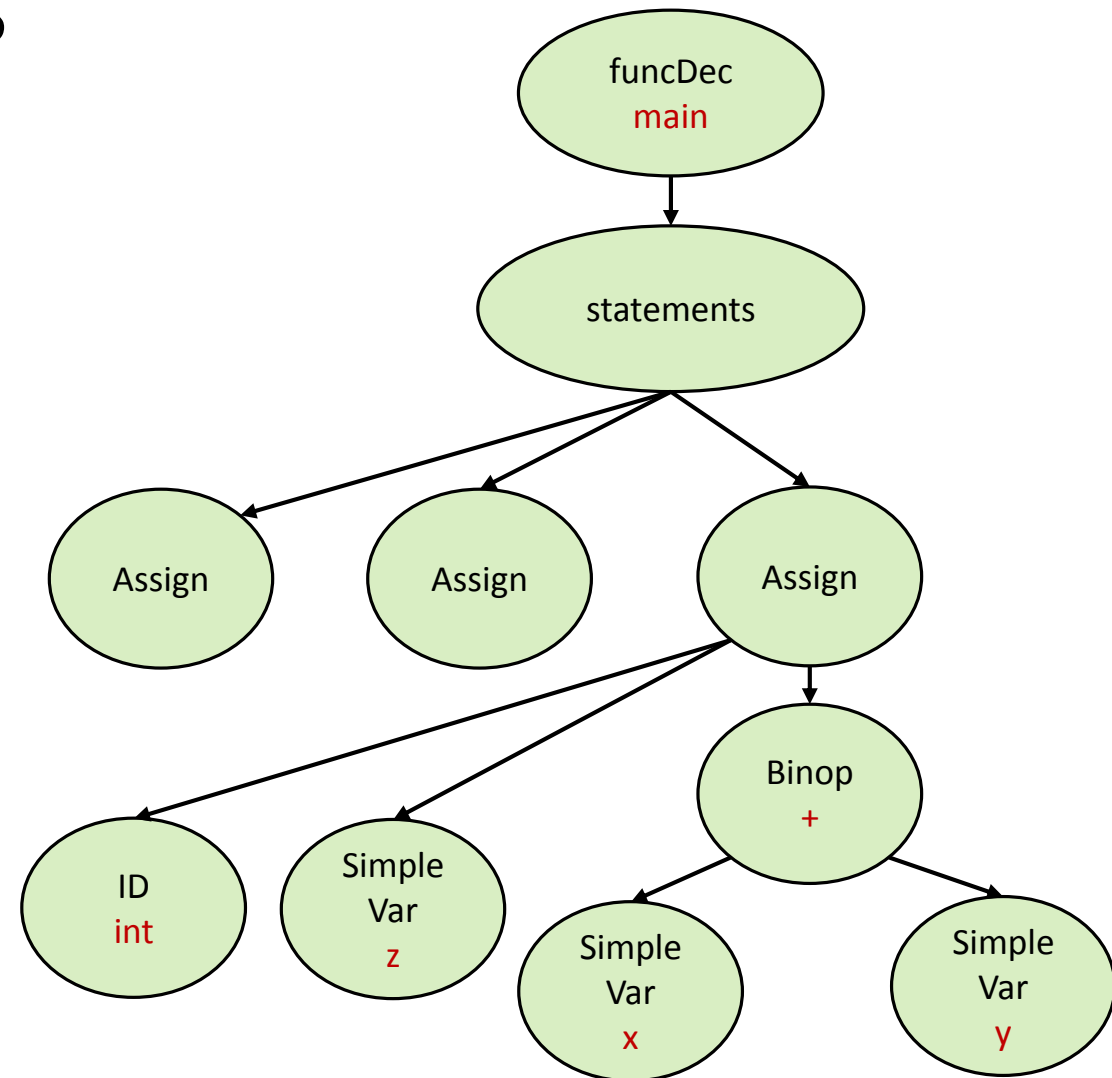 funcDec
main
statements
Assign
Assign
Assign
Binop
+
ID
int
Simple
Var
z
Simple
Var
x
Simple
Var
y